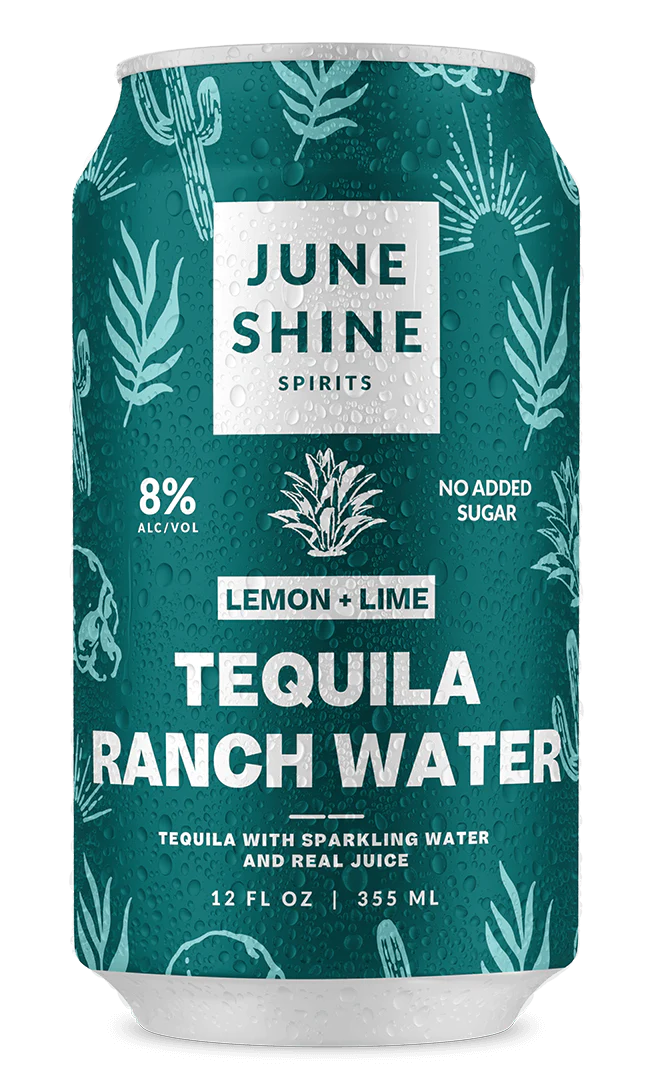 JUNE
SHINE
SPIRITS
8%
ALC/VOL
NO ADDED
SUGAR
LEMON + LIME
TEQUILA
RANCH WATER
TEQUILA WITH SPARKLING WATER
AND REAL JUICE
12 FL OZ | 355 ML